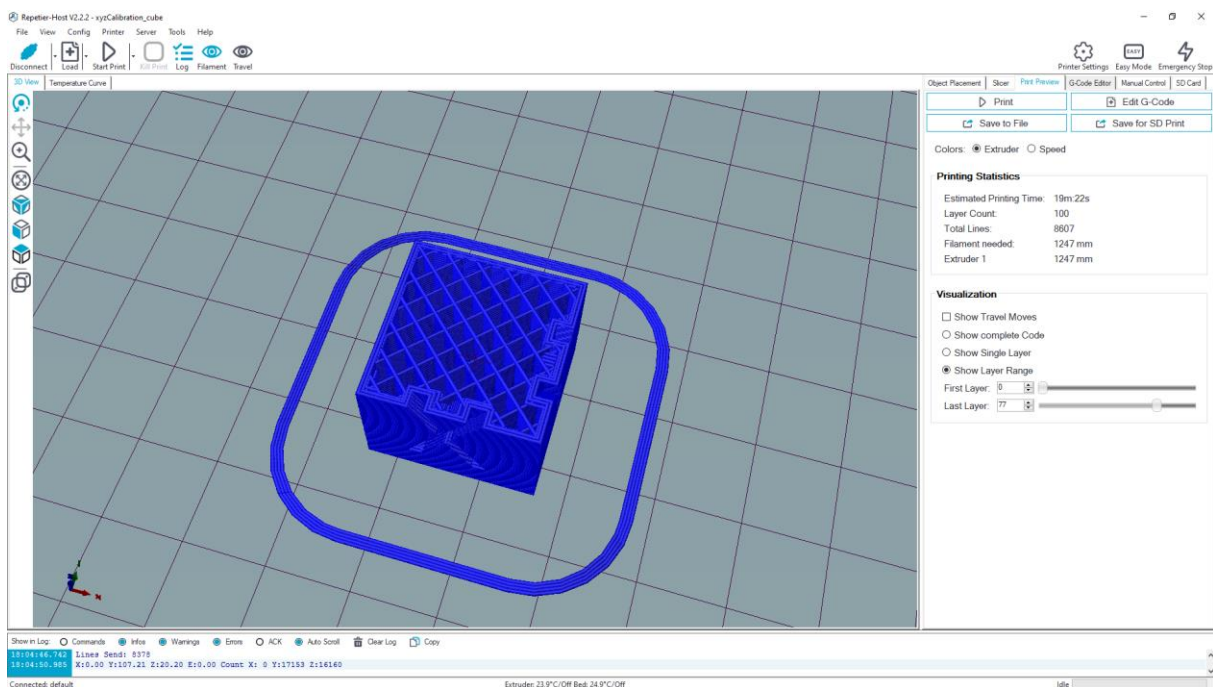 Repetier-Host V2.2.2 - xyzCalibration_cube
File View Config Printer Server Tools Help
Disconnect Load Start Print Kill Print Log Filament Travel Printer Settings Easy Mode Emergency Stop
EASY
3D View Temperature Curve Object Placement Slicer Print Preview G-Code Editor Manual Control SD Card
Print Edit G-Code
Save to File Save for SD Print
Colors: Extruder Speed
Printing Statistics
Estimated Printing Time: 19m:22s
Layer Count: 100
Total Lines: 8607
Filament needed: 1247 mm
Extruder 1 1247 mm
Visualization
Show Travel Moves
Show complete Code
Show Single Layer
Show Layer Range
First Layer: 0
Last Layer: 77
Show in Log: Commands Infos Warnings Errors ACK Auto Scroll Clear Log Copy
18:04:46.742 Lines Send: 8378
18:04:50.985 X:0.00 Y:107.21 Z:20.20 E:0.00 Count X: 0 Y:17153 Z:16160
Connected: default Extruder: 23.9°C/Off Bed: 24.9°C/Off Idle